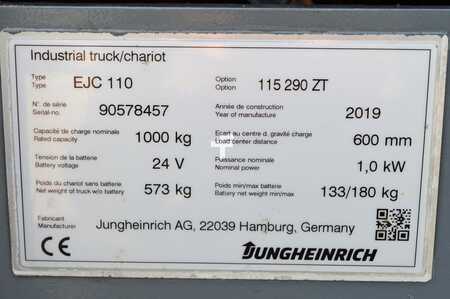 Industrial truck/chariot
Type
Type EJC 110
Option
Option 115 290 ZT
N°. de série
Serial-no. 90578457
Année de construction
Year of manufacture 2019
Capacité de charge nominale
Rated capacity 1000 kg
Ecart au centre d. gravité charge
Load center distance 600 mm
Tension de la batterie
Battery voltage 24 V
Puissance nominale
Nominal power 1,0 kW
Poids du chariot sans batterie
Net weight of truck w/o battery 573 kg
Poids min/max batterie
Battery net weight min/max 133/180 kg
Fabricant
Manufacturer Jungheinrich AG, 22039 Hamburg, Germany
CE
JUNGHEINRICH